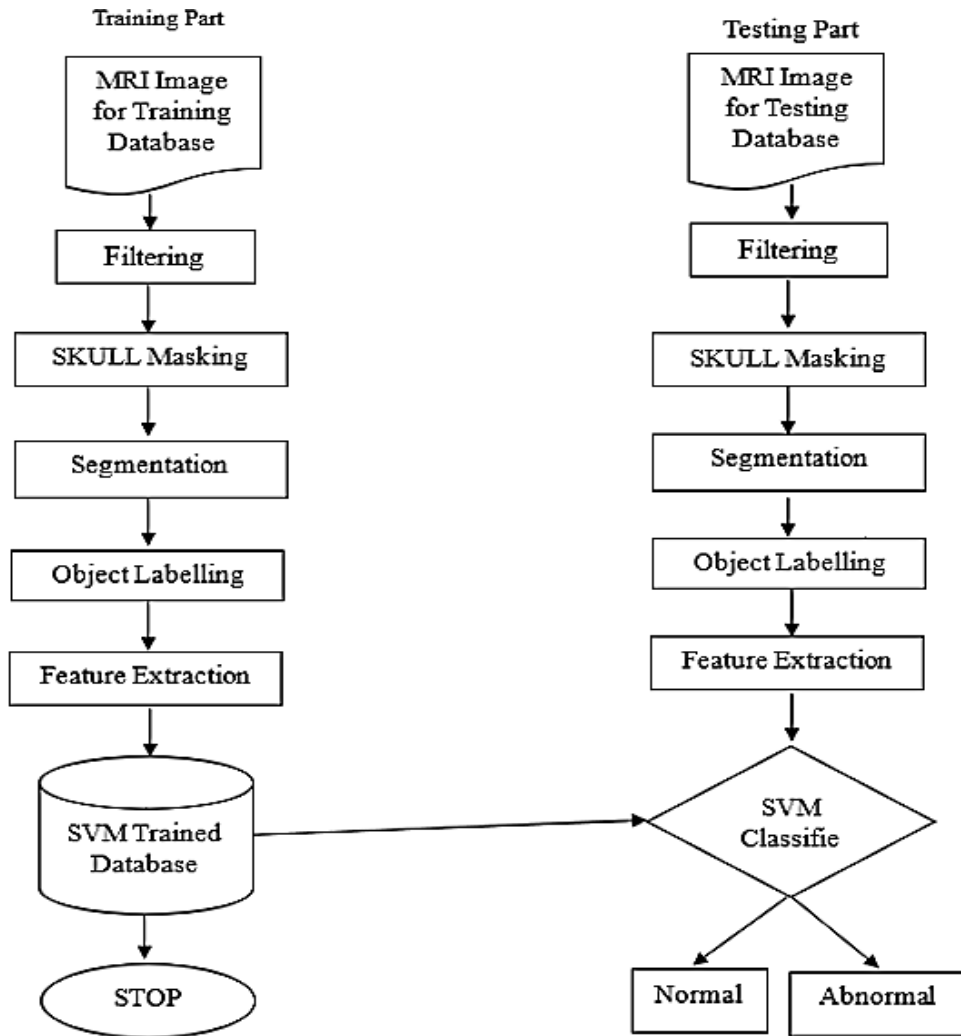 Training Part
MRI Image
for Training
Database
Filtering
SKULL Masking
Segmentation
Object Labelling
Feature Extraction
SVM Trained
Database
STOP
Testing Part
MRI Image
for Testing
Database
Filtering
SKULL Masking
Segmentation
Object Labelling
Feature Extraction
SVM
Classifie
Normal
Abnormal